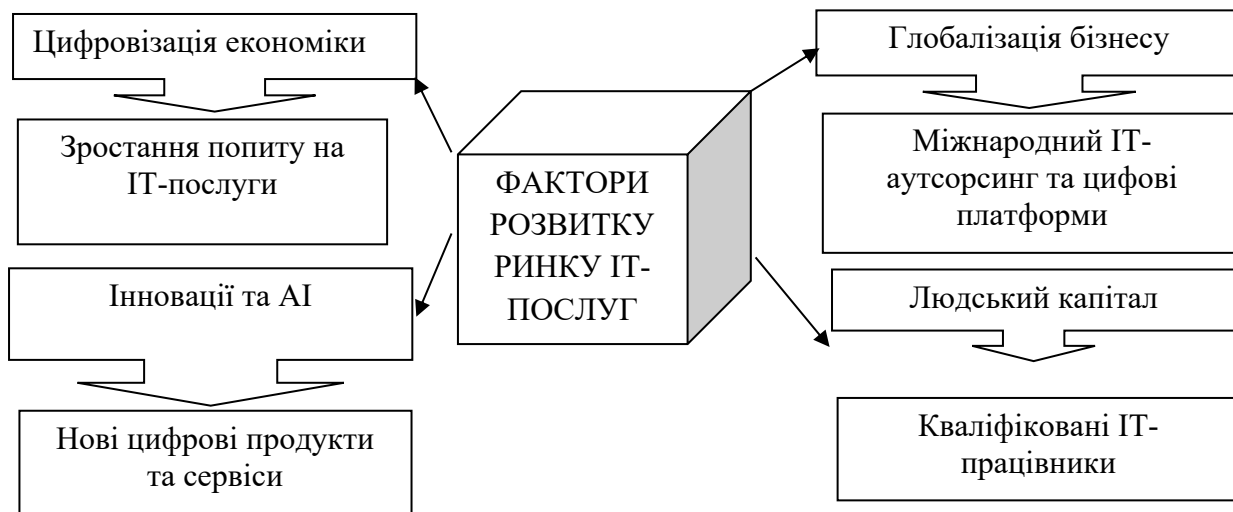 Цифровізація економіки
Зростання попиту на
ІТ-послуги
Інновації та AI
Нові цифрові продукти
та сервіси
ФАКТОРИ
РОЗВИТКУ
РИНКУ ІТ-
ПОСЛУГ
Глобалізація бізнесу
Міжнародний ІТ-
аутсорсинг та цифові
платформи
Людський капітал
Кваліфіковані ІТ-
працівники